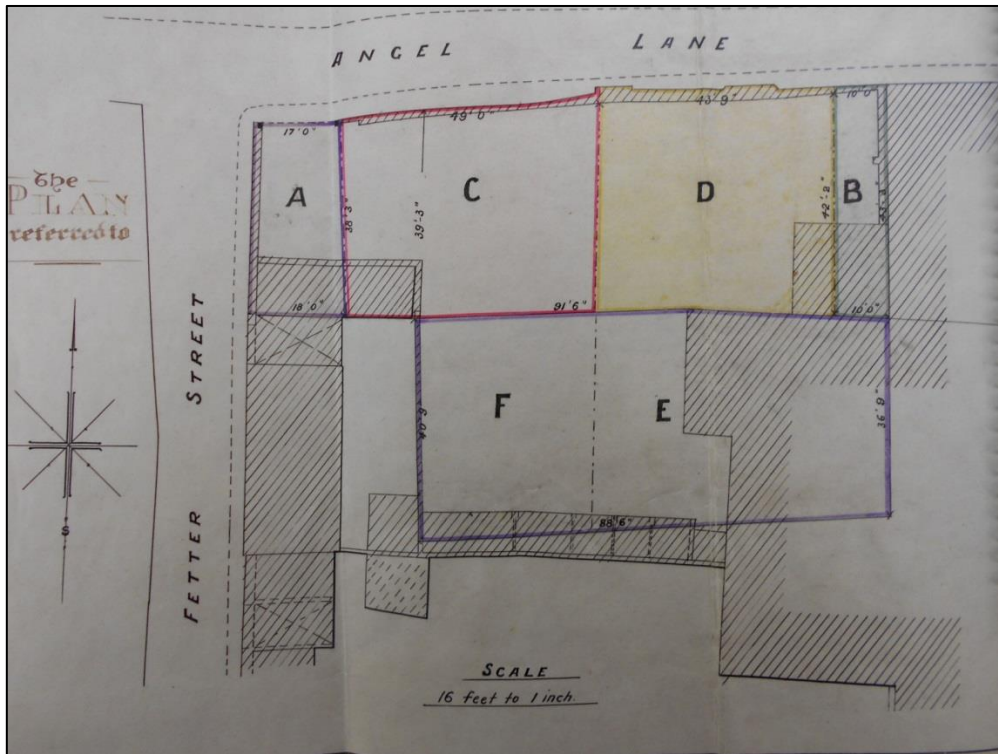 ANGEL LANE
The
PLAN
referred to
FETTER STREET
17'0"
49'0"
43'9"
10'0"
A
C
D
B
38'3"
39'3"
42'2"
18'0"
91'6"
10'0"
F
E
40'9"
36'9"
88'6"
S
SCALE
16 feet to 1 inch.